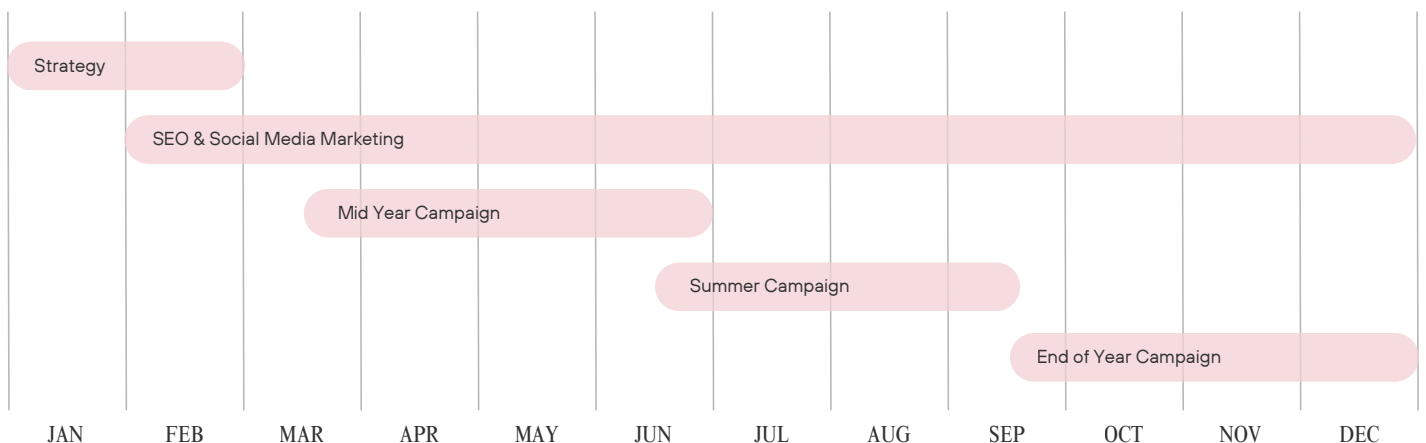 Strategy
SEO & Social Media Marketing
Mid Year Campaign
Summer Campaign
End of Year Campaign
JAN FEB MAR APR MAY JUN JUL AUG SEP OCT NOV DEC